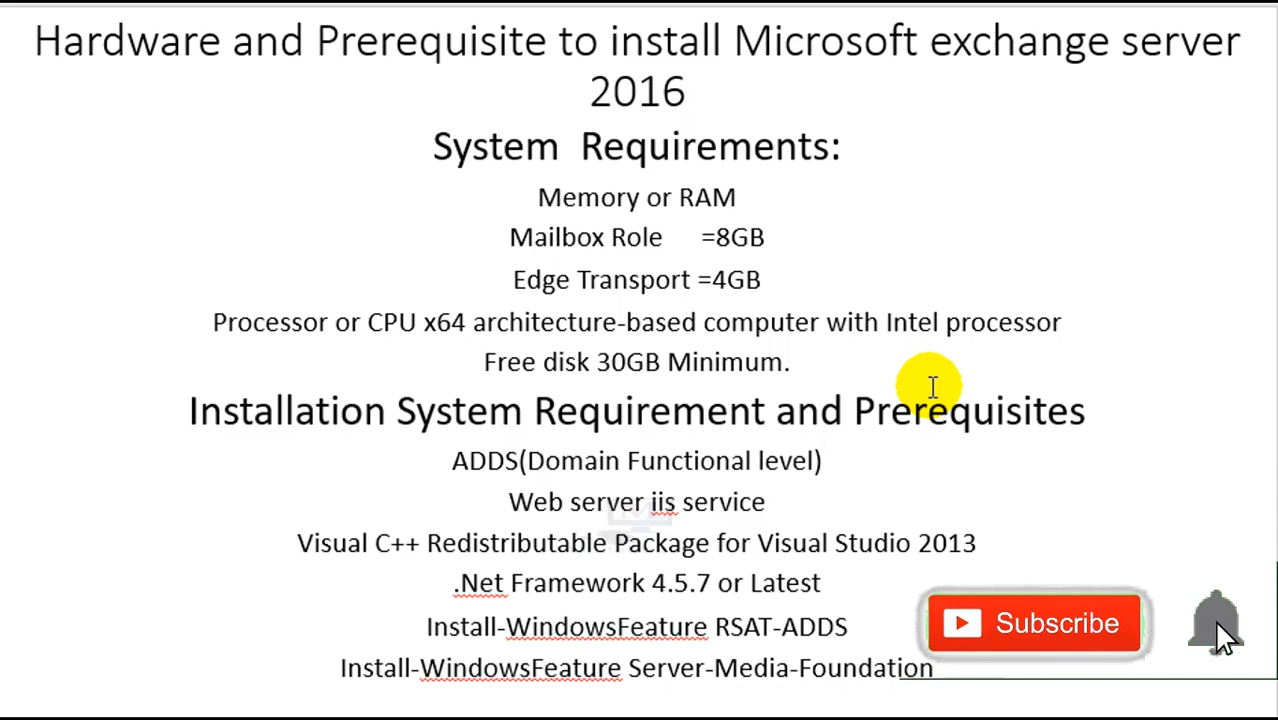 Hardware and Prerequisite to install Microsoft exchange server
2016
System Requirements:
Memory or RAM
Mailbox Role =8GB
Edge Transport =4GB
Processor or CPU x64 architecture-based computer with Intel processor
Free disk 30GB Minimum.
Installation System Requirement and Prerequisites
ADDS(Domain Functional level)
Web server iis service
Visual C++ Redistributable Package for Visual Studio 2013
.Net Framework 4.5.7 or Latest
Install-WindowsFeature RSAT-ADDS
Subscribe
Install-WindowsFeature Server-Media-Foundation